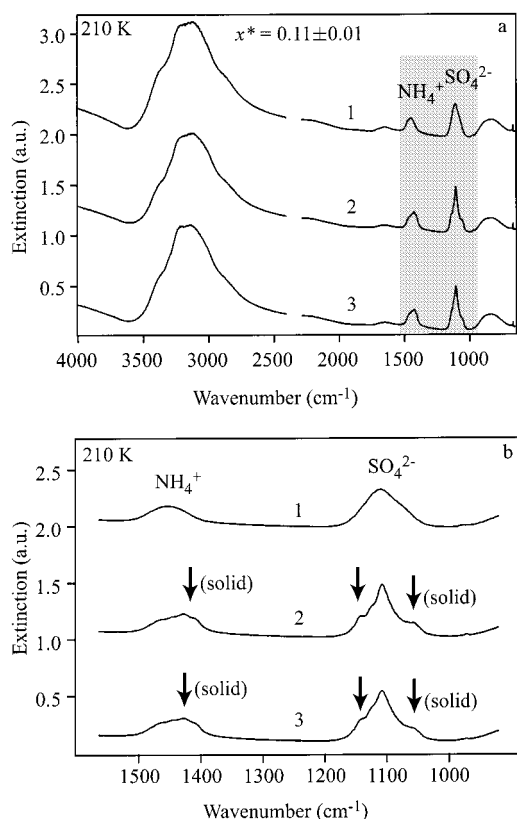 210 K
x* = 0.11±0.01
a
3.0
2.5
2.0
1.5
1.0
0.5
Extinction (a.u.)
NH₄⁺
SO₄²⁻
1
2
3
4000 3500 3000 2500 2000 1500 1000
Wavenumber (cm⁻¹)
210 K
b
2.5
2.0
1.5
1.0
0.5
Extinction (a.u.)
NH₄⁺
SO₄²⁻
1
(solid)
(solid)
2
(solid)
(solid)
3
1500 1400 1300 1200 1100 1000
Wavenumber (cm⁻¹)